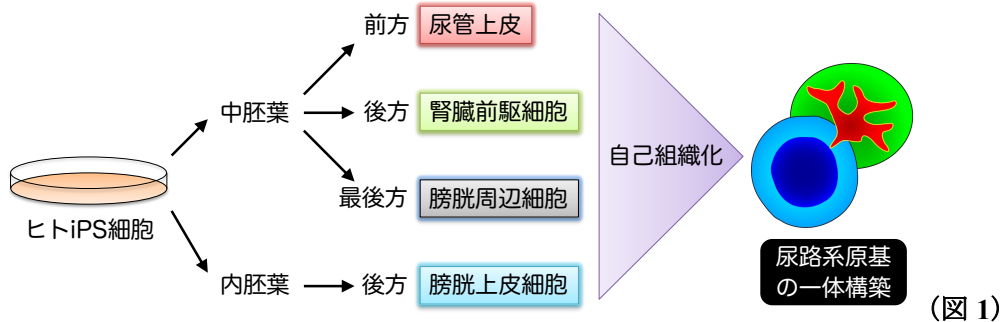 前方 尿管上皮
中胚葉 後方 腎臓前駆細胞
自己組織化
最後方 膀胱周辺細胞
ヒトiPS細胞
内胚葉 後方 膀胱上皮細胞
尿路系原基
の一体構築
(図 1)